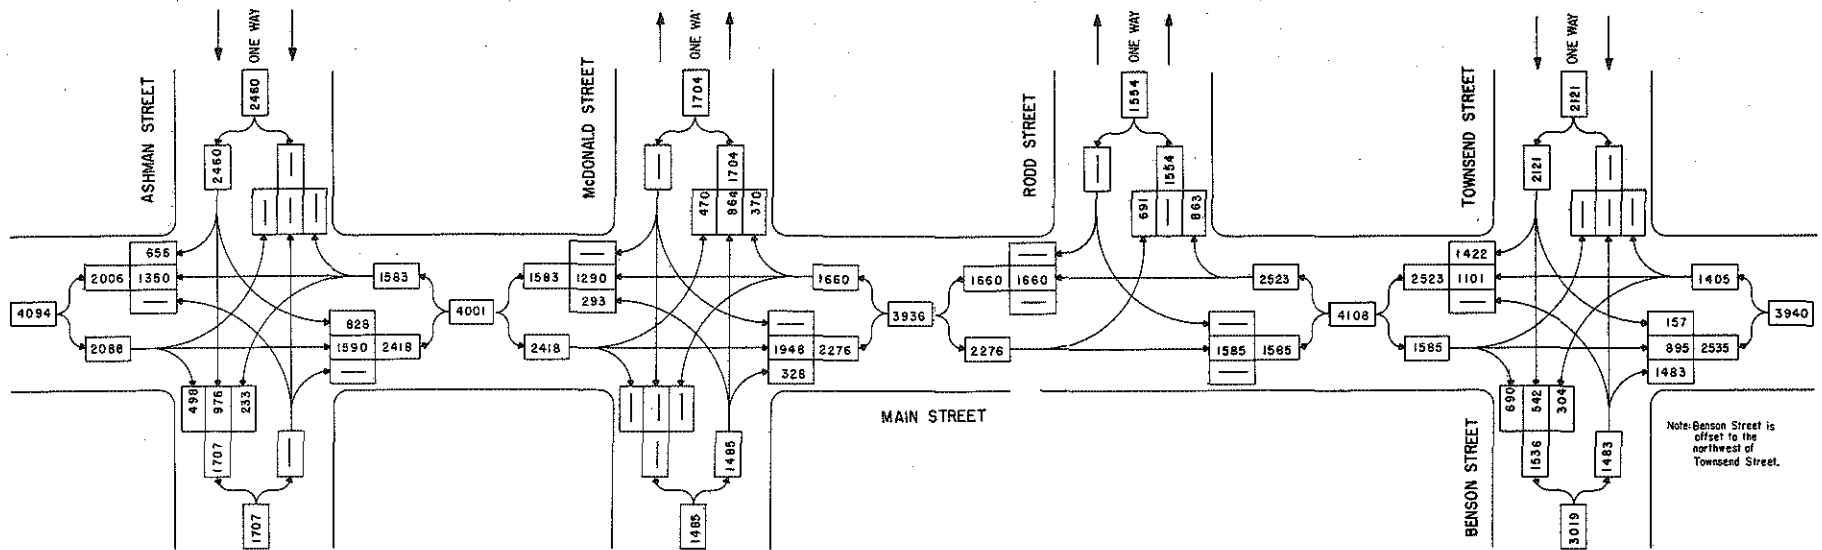 ASHMAN STREET
ONE WAY
2460
2460
656
2006 1350
1583
4094
2088
828
1590 2418
498 976 233
1707
1707
4001
McDONALD STREET
ONE WA
1704
1704
470 864 370
1583 1290
293
1660
2418
1948 2276
328
1485
1485
MAIN STREET
3936
RODD STREET
ONE WAY
1554
1554
691 863
1660 1660
2523
2276
1585 1585
4108
TOWNSEND STREET
ONE WAY
2121
2121
1422
2523 1101
1405
1585
157
895 2535
1483
3940
690 542 304
1536
1483
3019
BENSON STREET
Note: Benson Street is
offset to the
northwest of
Townsend Street.